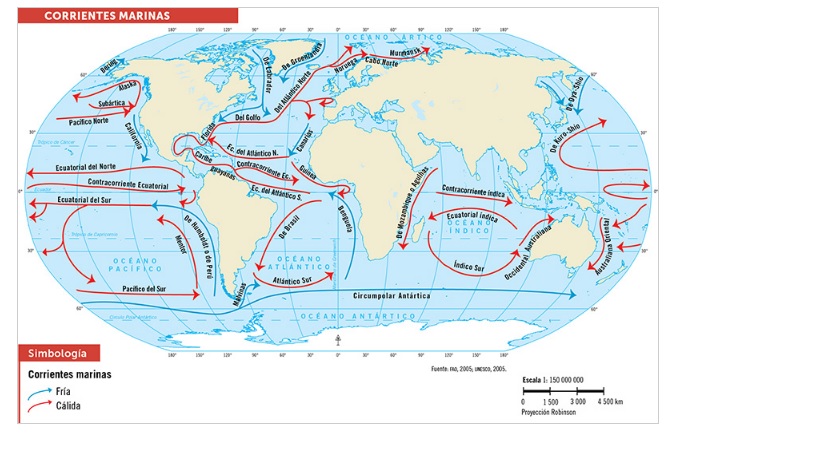 CORRIENTES MARINAS
OCÉANO ÁRTICO
Bering
Alaska
Subártica
Pacífico Norte
California
De Labrador
De Groenlandia
Noruega
Cabo Norte
Murmansk
Del Atlántico Norte
Del Golfo
Florida
Canarias
De Oya-Shio
De Kuro-Shio
Trópico de Cáncer
Ec. del Atlántico N.
Caribe
Guayanas
Contracorriente Ec.
Guinea
Ecuatorial del Norte
Contracorriente Ecuatorial
Ecuador
Ecuatorial del Sur
Ec. del Atlántico S.
Contracorriente índica
Ecuatorial índica
OCÉANO
ÍNDICO
De Mozambique o Agulhas
Benguela
De Brasil
De Humboldt o de Perú
Mentor
Trópico de Capricornio
OCÉANO
PACÍFICO
OCÉANO
ATLÁNTICO
Índico Sur
Occidental Australiana
Australiana Oriental
Pacífico del Sur
Atlántico Sur
Malvinas
Circumpolar Antártica
Círculo Polar Antártico
OCÉANO ANTÁRTICO
180° 150° 120° 90° 60° 30° 0° 30° 60° 90° 120° 150° 180°
Simbología
Corrientes marinas
Fría
Cálida
Fuente: FAO, 2005; UNESCO, 2005.
Escala 1: 150 000 000
0 1 500 3 000 4 500 km
Proyección Robinson